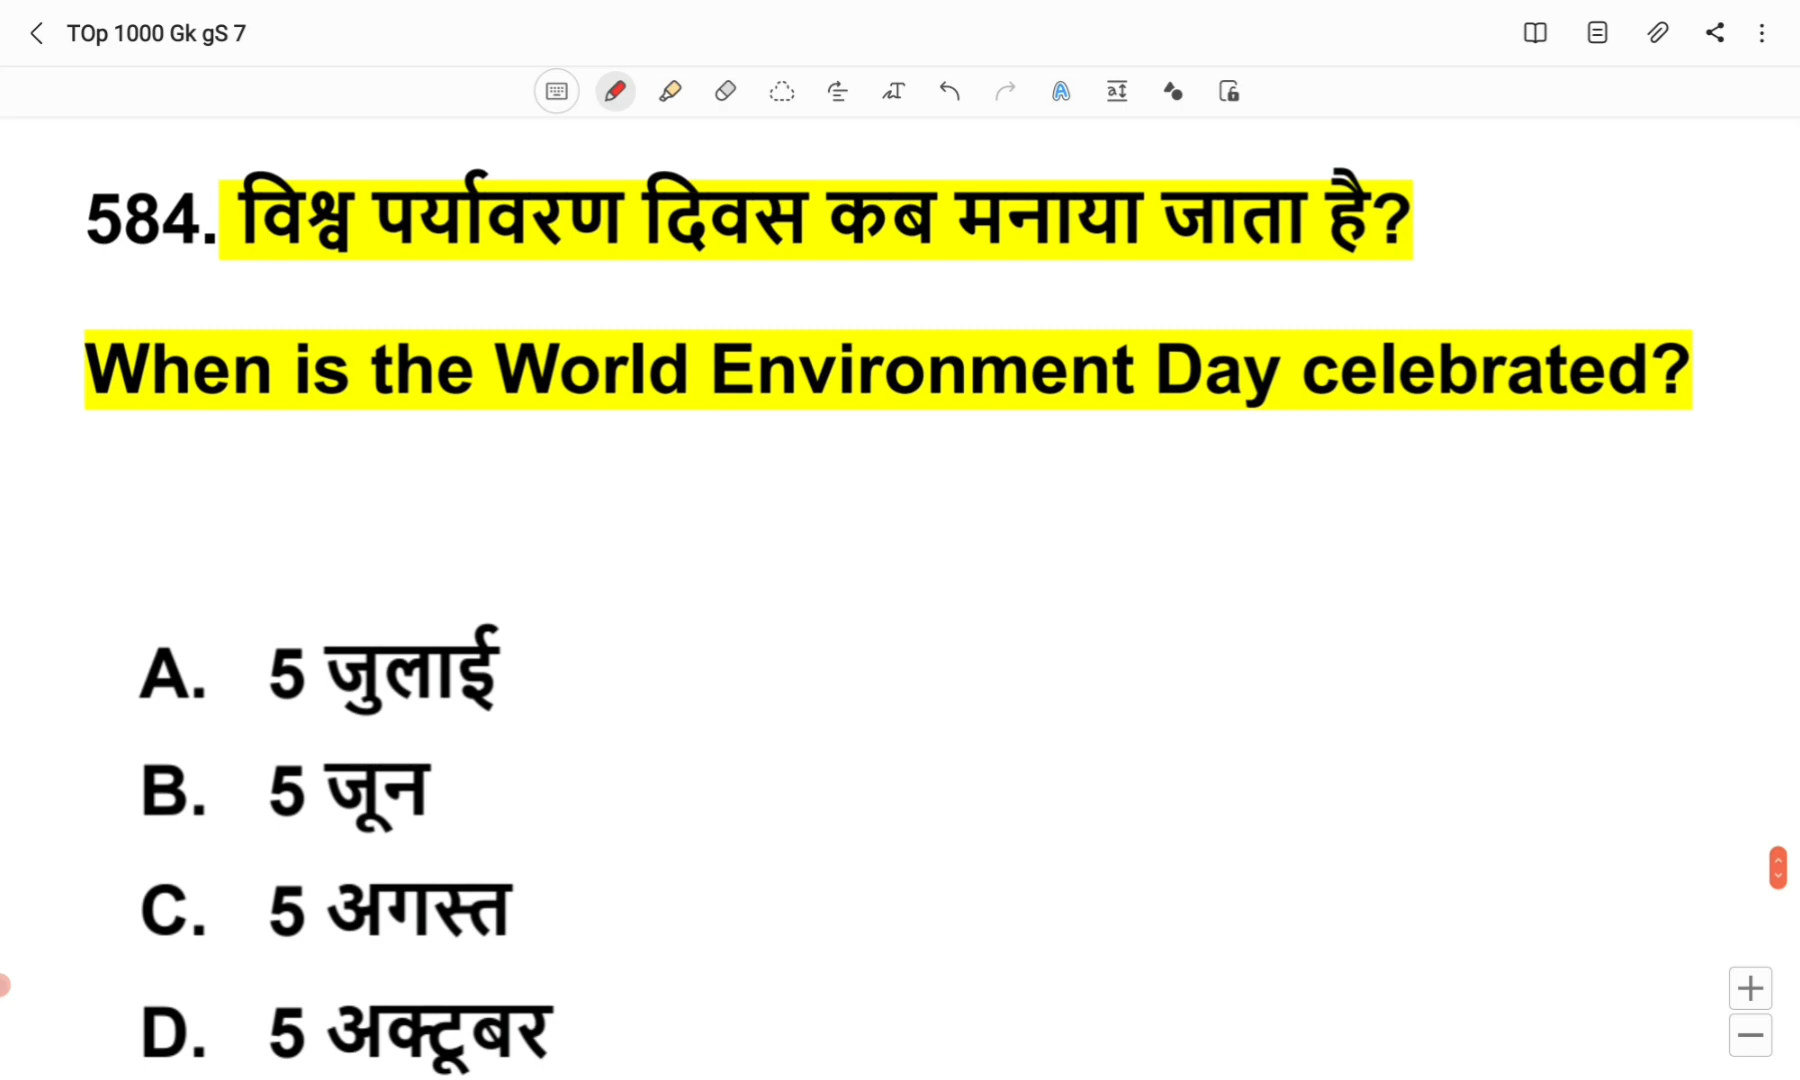 TOp 1000 Gk gS 7
584. विश्व पर्यावरण दिवस कब मनाया जाता है?
When is the World Environment Day celebrated?
A. 5 जुलाई
B. 5 जून
C. 5 अगस्त
D. 5 अक्टूबर